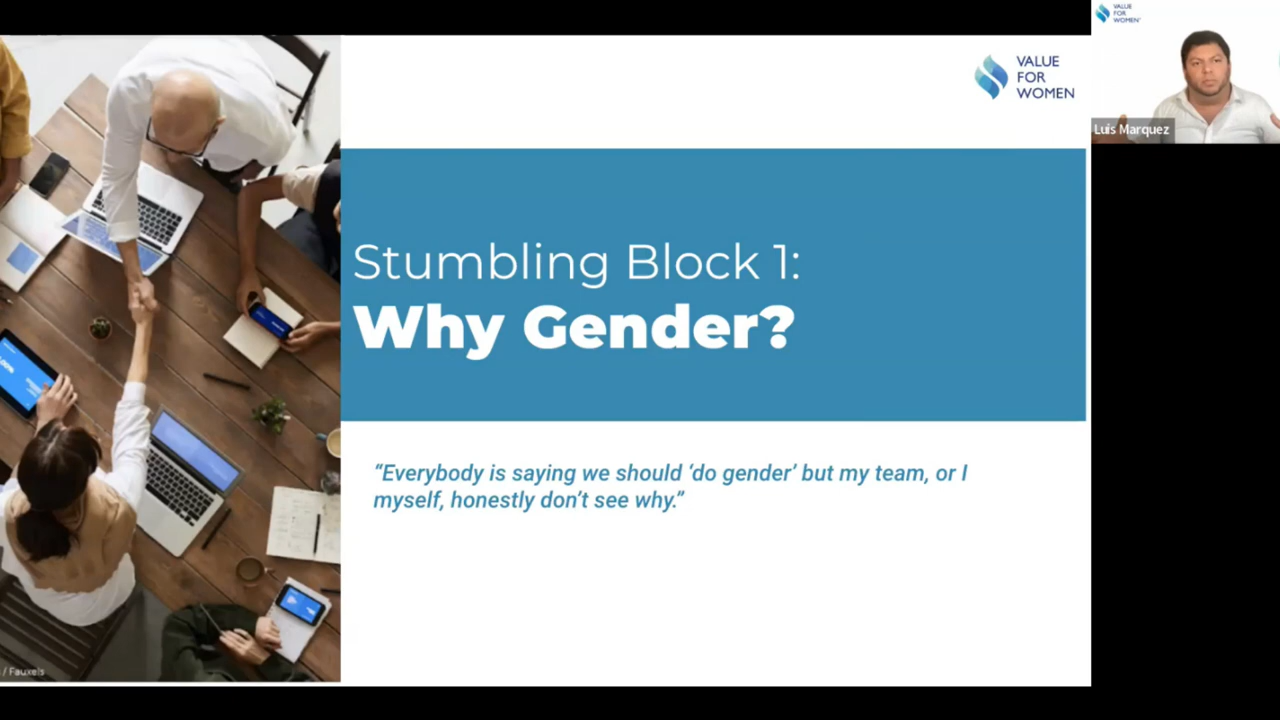 VALUE
FOR
WOMEN
Stumbling Block 1:
Why Gender?
“Everybody is saying we should ‘do gender’ but my team, or I
myself, honestly don’t see why.”
/ Fauxels
VALUE
FOR
WOMEN
Luis Marquez